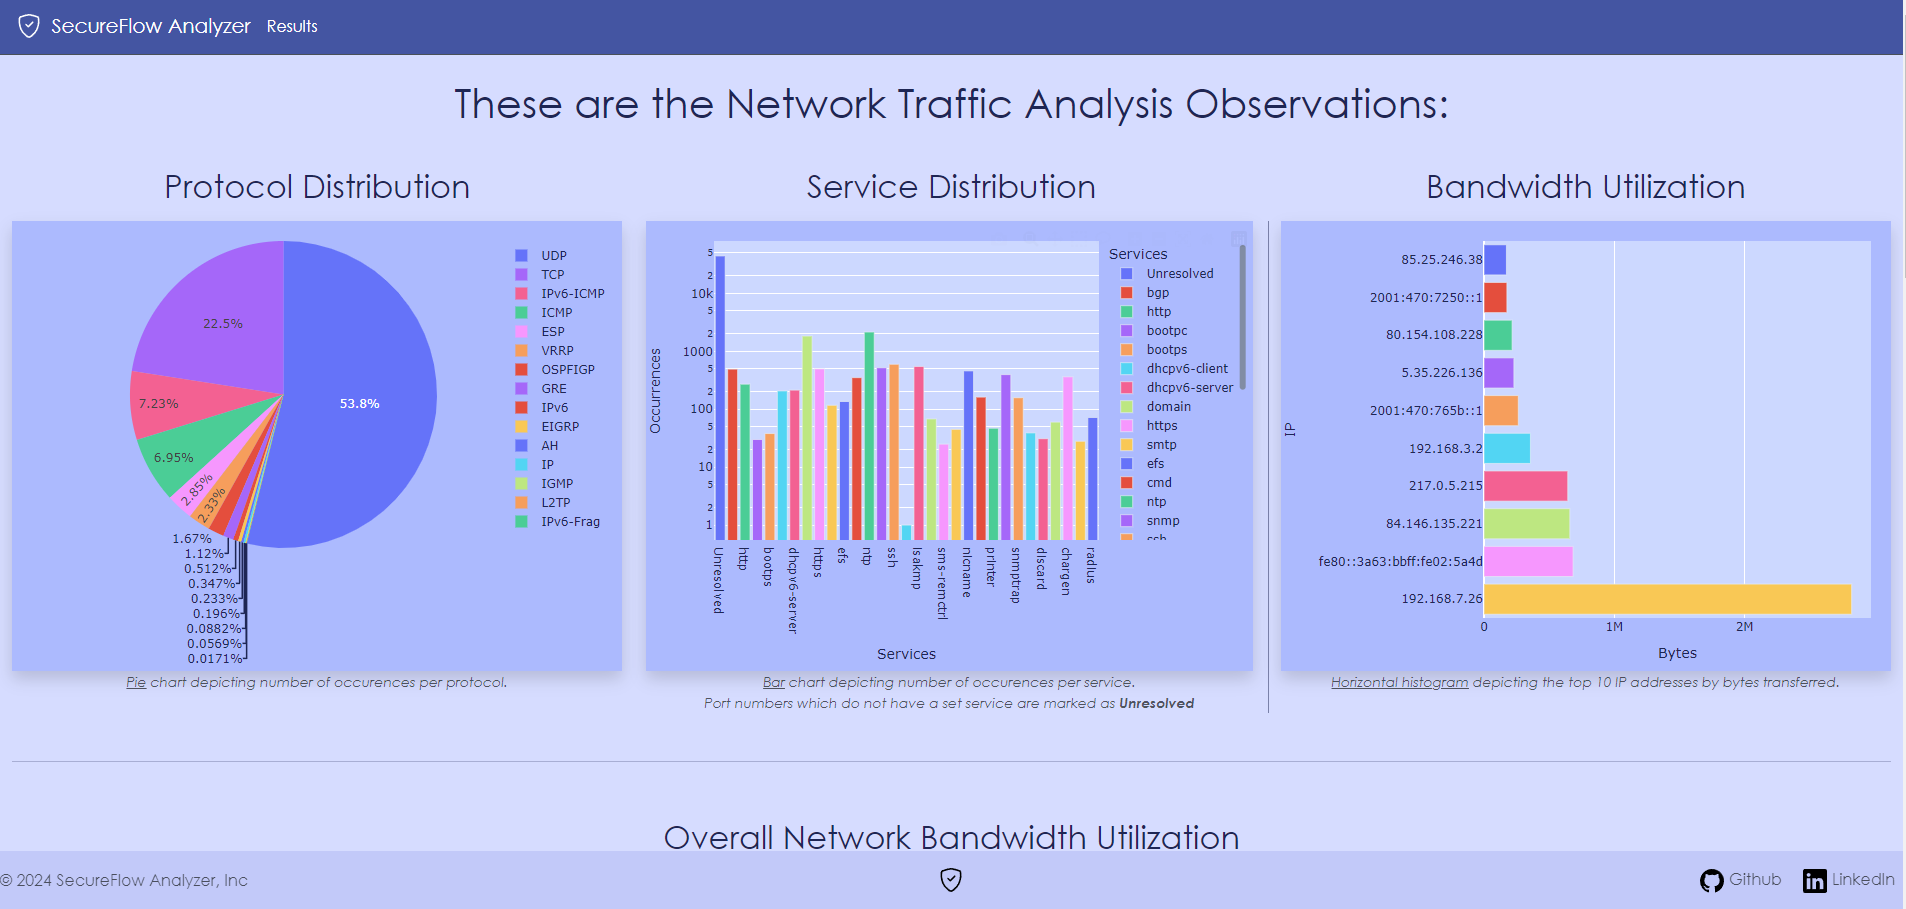 SecureFlow Analyzer Results
These are the Network Traffic Analysis Observations:
Protocol Distribution
53.8%
22.5%
7.23%
6.95%
2.85%
2.33%
1.67%
1.12%
0.512%
0.347%
0.233%
0.196%
0.0882%
0.0569%
0.0171%
UDP
TCP
IPv6-ICMP
ICMP
ESP
VRRP
OSPFIGP
GRE
IPv6
EIGRP
AH
IP
IGMP
L2TP
IPv6-Frag
Pie chart depicting number of occurences per protocol.
Service Distribution
Occurrences
5
2
10k
5
2
1000
5
2
100
5
2
10
5
2
1
Unresolved
http
bootps
dhcpv6-server
https
efs
ntp
ssh
isakmp
sms-remctrl
nicname
printer
snmptrap
discard
chargen
radius
Services
Services
Unresolved
bgp
http
bootpc
bootps
dhcpv6-client
dhcpv6-server
domain
https
smtp
efs
cmd
ntp
snmp
ssh
Bar chart depicting number of occurences per service.
Port numbers which do not have a set service are marked as Unresolved
Bandwidth Utilization
IP
85.25.246.38
2001:470:7250::1
80.154.108.228
5.35.226.136
2001:470:765b::1
192.168.3.2
217.0.5.215
84.146.135.221
fe80::3a63:bbff:fe02:5a4d
192.168.7.26
0 1M 2M
Bytes
Horizontal histogram depicting the top 10 IP addresses by bytes transferred.
Overall Network Bandwidth Utilization
© 2024 SecureFlow Analyzer, Inc
Github
LinkedIn